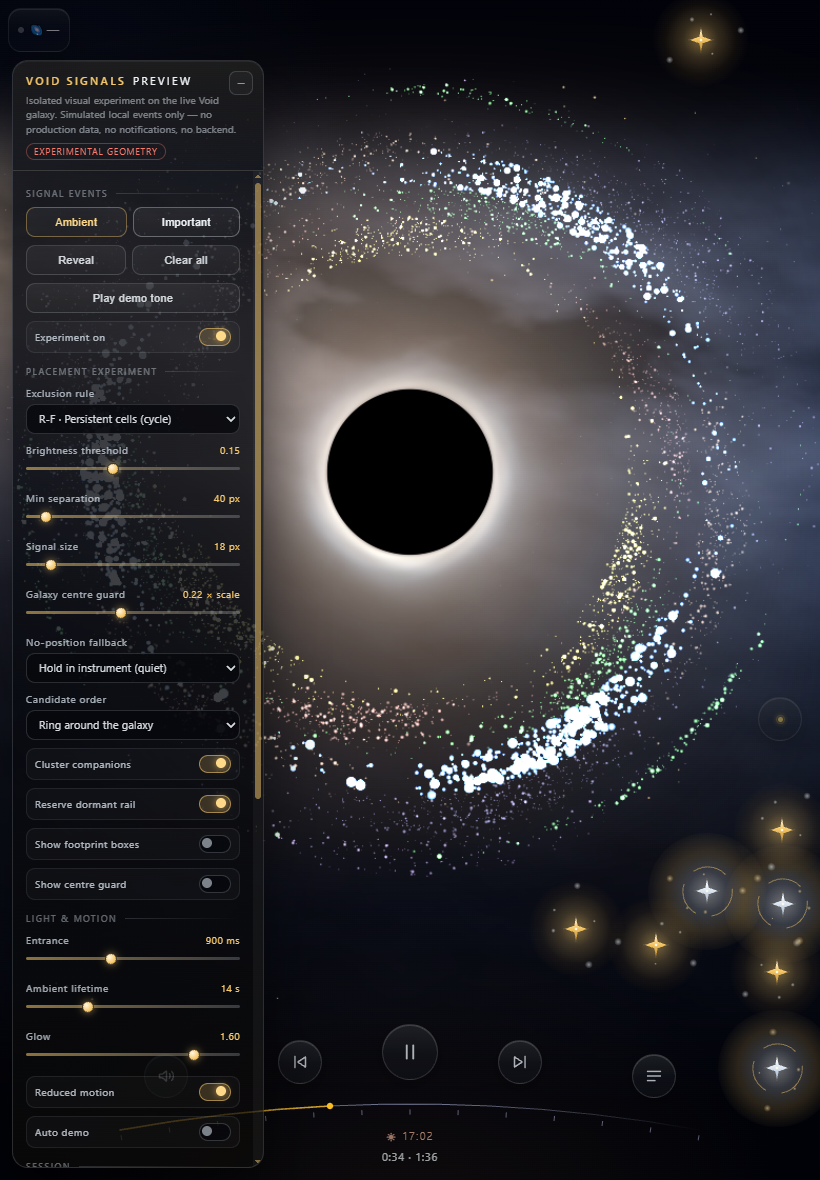 —
VOID SIGNALS PREVIEW
Isolated visual experiment on the live Void
galaxy. Simulated local events only — no
production data, no notifications, no backend.
EXPERIMENTAL GEOMETRY
SIGNAL EVENTS
Ambient Important
Reveal Clear all
Play demo tone
Experiment on
PLACEMENT EXPERIMENT
Exclusion rule
R-F · Persistent cells (cycle)
Brightness threshold 0.15
Min separation 40 px
Signal size 18 px
Galaxy centre guard 0.22 × scale
No-position fallback
Hold in instrument (quiet)
Candidate order
Ring around the galaxy
Cluster companions
Reserve dormant rail
Show footprint boxes
Show centre guard
LIGHT & MOTION
Entrance 900 ms
Ambient lifetime 14 s
Glow 1.60
Reduced motion
Auto demo
SESSION
17:02
0:34 · 1:36